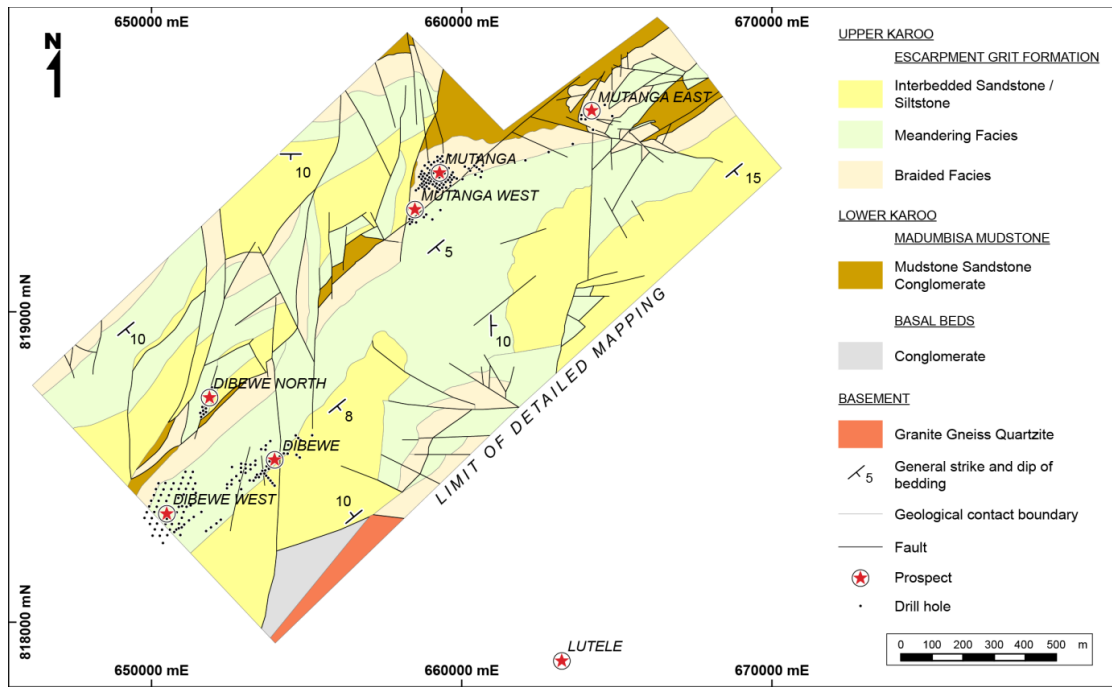 650000 mE
660000 mE
670000 mE
N
819000 mN
818000 mN
MUTANGA EAST
MUTANGA
MUTANGA WEST
10
15
5
10
10
DIBEWE NORTH
8
DIBEWE
DIBEWE WEST
10
LIMIT OF DETAILED MAPPING
LUTELE
650000 mE
660000 mE
670000 mE
UPPER KAROO
ESCARPMENT GRIT FORMATION
Interbedded Sandstone /
Siltstone
Meandering Facies
Braided Facies
LOWER KAROO
MADUMBISA MUDSTONE
Mudstone Sandstone
Conglomerate
BASAL BEDS
Conglomerate
BASEMENT
Granite Gneiss Quartzite
5
General strike and dip of
bedding
Geological contact boundary
Fault
Prospect
Drill hole
0 100 200 300 400 500 m